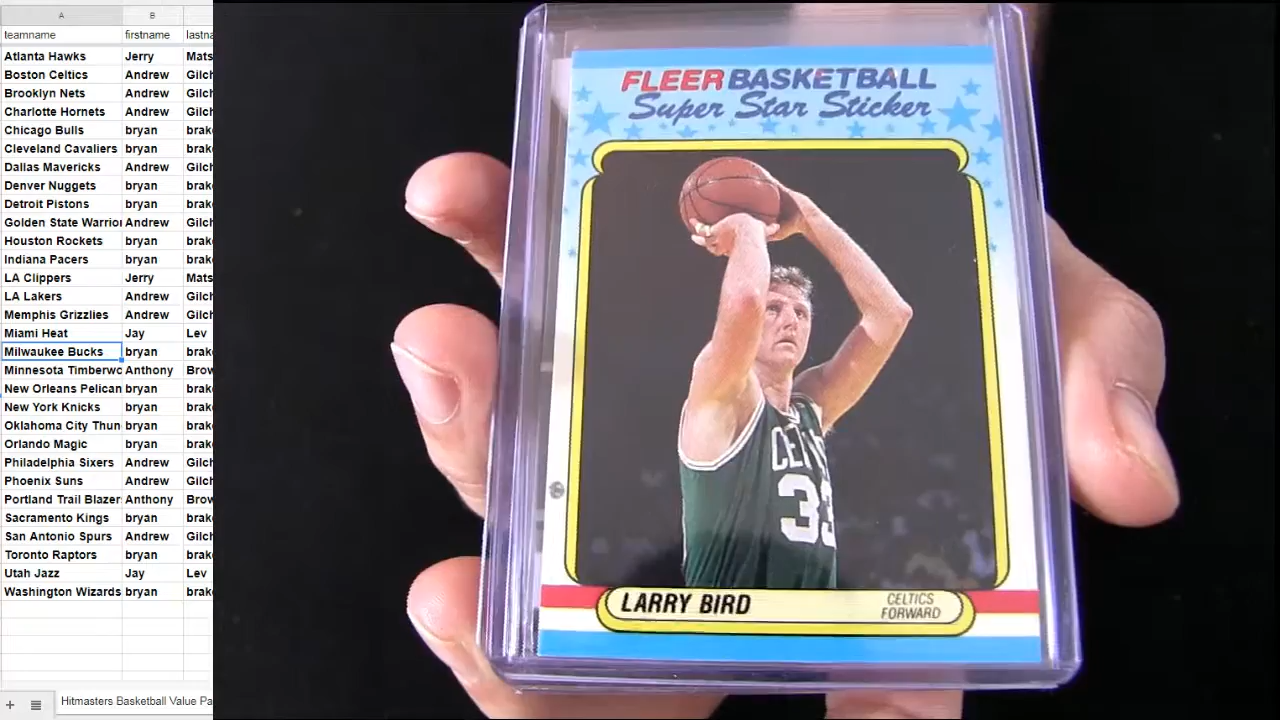 A B
teamname firstname lastna
Atlanta Hawks Jerry Mats
Boston Celtics Andrew Gilch
Brooklyn Nets Andrew Gilch
Charlotte Hornets Andrew Gilch
Chicago Bulls bryan brake
Cleveland Cavaliers bryan brake
Dallas Mavericks Andrew Gilch
Denver Nuggets bryan brake
Detroit Pistons bryan brake
Golden State Warrio Andrew Gilch
Houston Rockets bryan brake
Indiana Pacers bryan brake
LA Clippers Jerry Mats
LA Lakers Andrew Gilch
Memphis Grizzlies Andrew Gilch
Miami Heat Jay Lev
Milwaukee Bucks bryan brake
Minnesota Timberwo Anthony Brow
New Orleans Pelican bryan brake
New York Knicks bryan brake
Oklahoma City Thun bryan brake
Orlando Magic bryan brake
Philadelphia Sixers Andrew Gilch
Phoenix Suns Andrew Gilch
Portland Trail Blazer Anthony Brow
Sacramento Kings bryan brake
San Antonio Spurs Andrew Gilch
Toronto Raptors bryan brake
Utah Jazz Jay Lev
Washington Wizards bryan brake
Hitmasters Basketball Value Pa
FLEER BASKETBALL
Super Star Sticker
33
LARRY BIRD
CELTICS
FORWARD